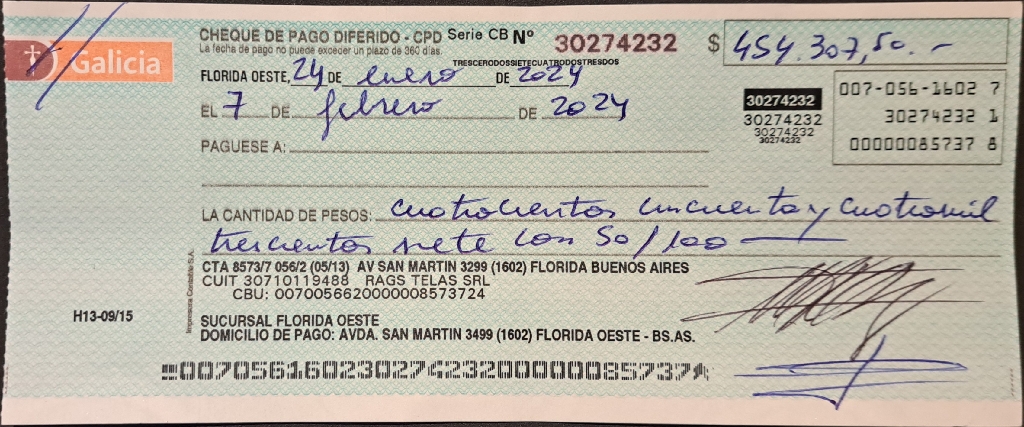 Galicia
CHEQUE DE PAGO DIFERIDO - CPD Serie CB Nº 30274232 $ 454.307,50.-
La fecha de pago no puede exceder un plazo de 360 días.
TRESCERODOSSIETECUATRODOSTRESDOS
FLORIDA OESTE, 24 DE enero DE 2024
EL 7 DE febrero DE 2024
30274232
30274232
30274232
30274232
007-056-1602 7
30274232 1
00000085737 8
PAGUESE A:
LA CANTIDAD DE PESOS: cuatrocientos cincuenta y cuatro mil
trescientos siete con 50/100
CTA 8573/7 056/2 (05/13) AV SAN MARTIN 3299 (1602) FLORIDA BUENOS AIRES
CUIT 30710119488 RAGS TELAS SRL
CBU: 0070056620000008573724
Impresora Contable S.A.
H13-09/15
SUCURSAL FLORIDA OESTE
DOMICILIO DE PAGO: AVDA. SAN MARTIN 3499 (1602) FLORIDA OESTE - BS.AS.
00705616023027423200000085737